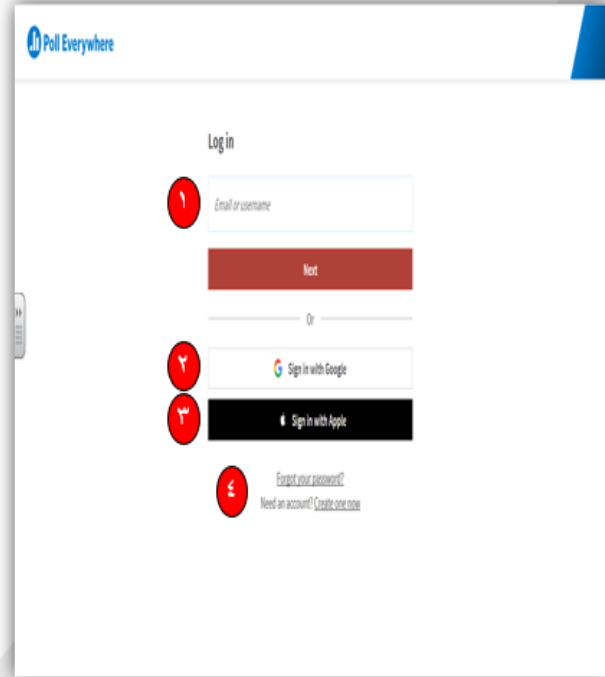 Poll Everywhere
Log in
١
Email or username
Next
Or
٢
Sign in with Google
٣
Sign in with Apple
٤
Forgot your password?
Need an account? Create one now